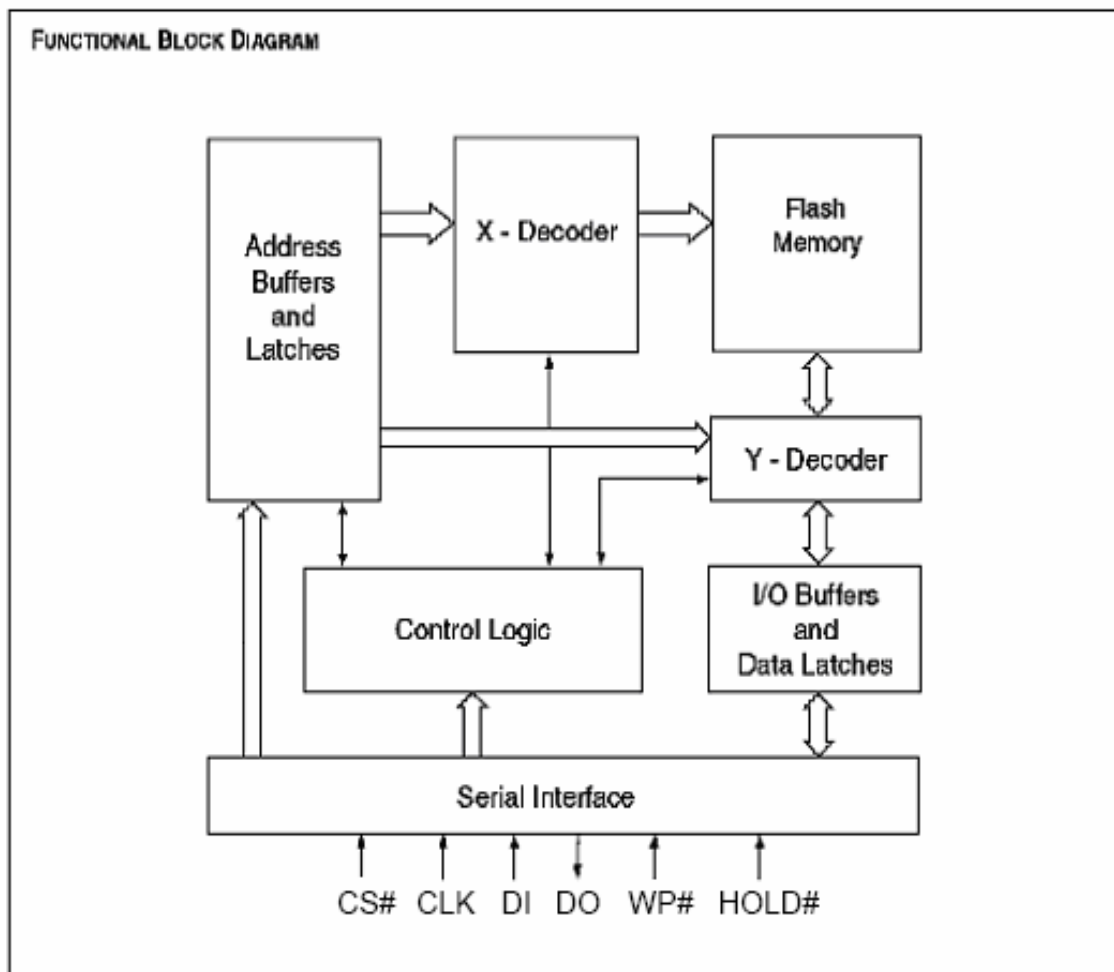 FUNCTIONAL BLOCK DIAGRAM
Address
Buffers
and
Latches
X - Decoder
Flash
Memory
Y - Decoder
Control Logic
I/O Buffers
and
Data Latches
Serial Interface
CS# CLK DI DO WP# HOLD#